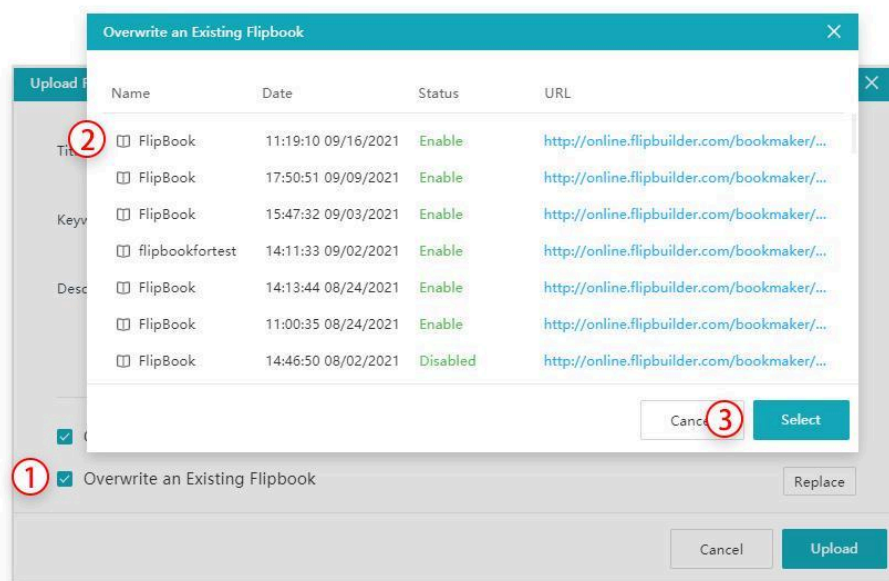 Overwrite an Existing Flipbook
Upload
Name Date Status URL
② FlipBook 11:19:10 09/16/2021 Enable http://online.flipbuilder.com/bookmaker/...
FlipBook 17:50:51 09/09/2021 Enable http://online.flipbuilder.com/bookmaker/...
FlipBook 15:47:32 09/03/2021 Enable http://online.flipbuilder.com/bookmaker/...
flipbookfortest 14:11:33 09/02/2021 Enable http://online.flipbuilder.com/bookmaker/...
FlipBook 14:13:44 08/24/2021 Enable http://online.flipbuilder.com/bookmaker/...
FlipBook 11:00:35 08/24/2021 Enable http://online.flipbuilder.com/bookmaker/...
FlipBook 14:46:50 08/02/2021 Disabled http://online.flipbuilder.com/bookmaker/...
③ Select
① Overwrite an Existing Flipbook Replace
Cancel Upload